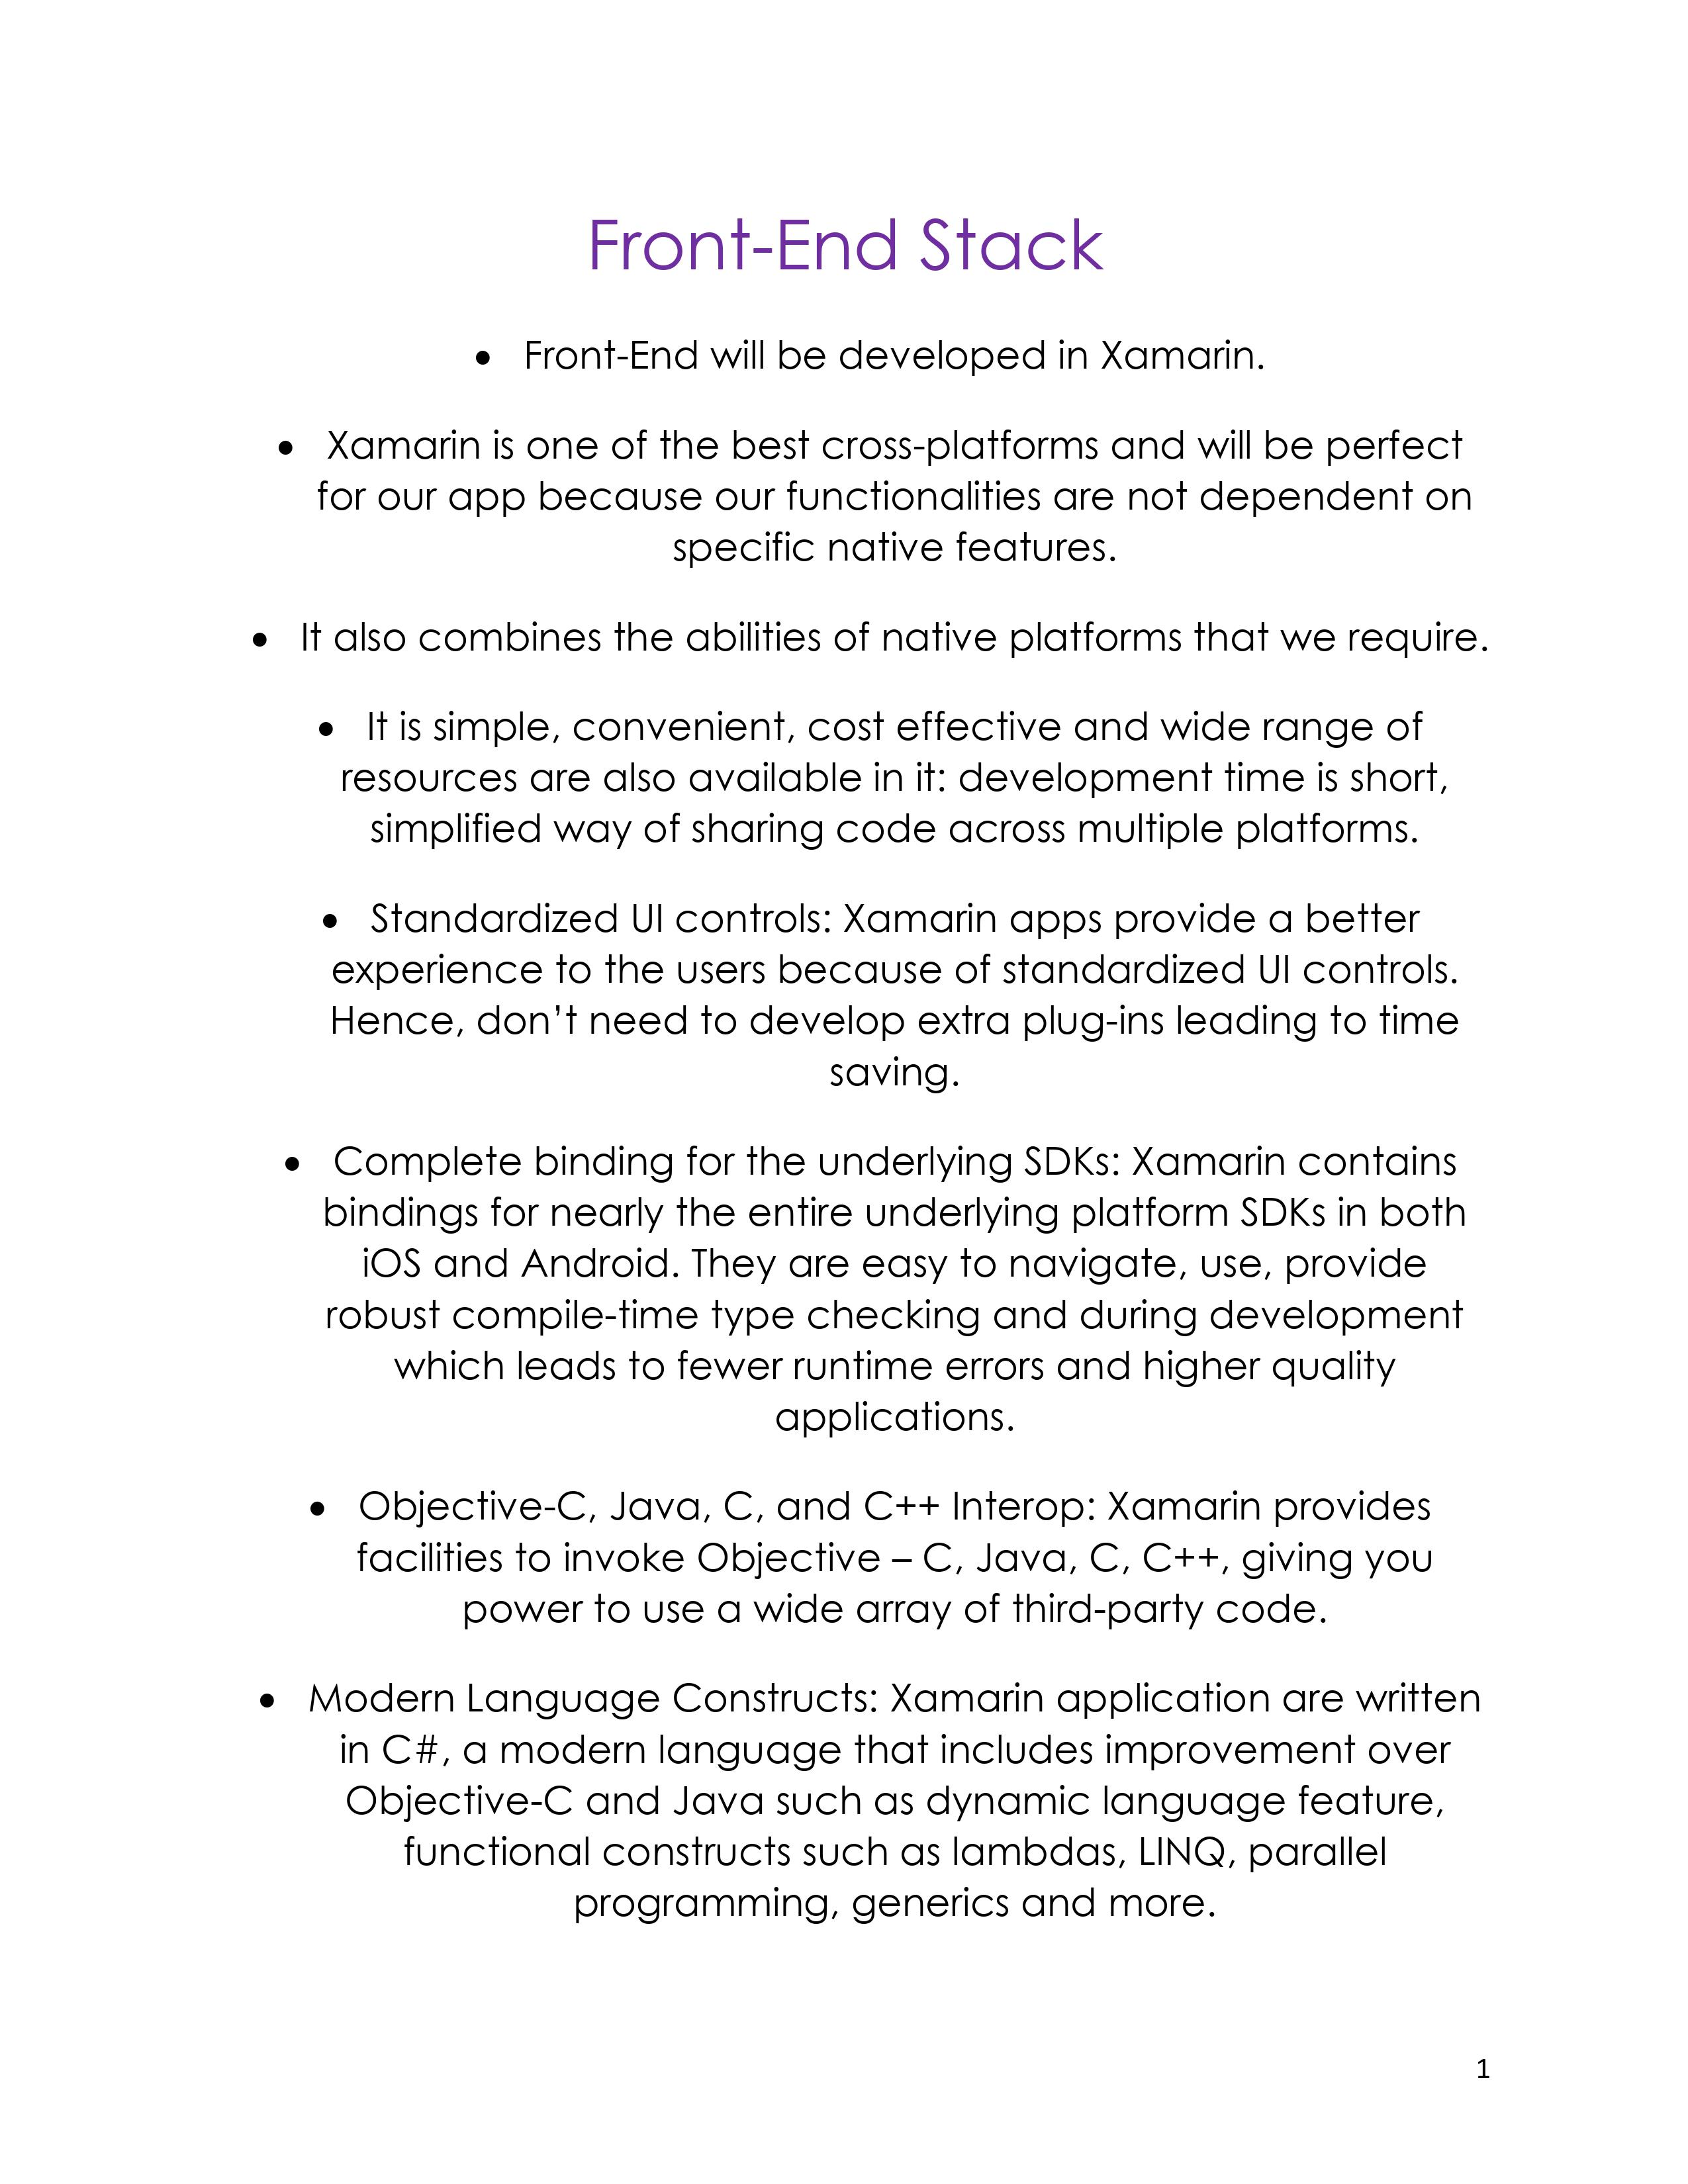 Front-End Stack
• Front-End will be developed in Xamarin.
• Xamarin is one of the best cross-platforms and will be perfect
for our app because our functionalities are not dependent on
specific native features.
• It also combines the abilities of native platforms that we require.
• It is simple, convenient, cost effective and wide range of
resources are also available in it: development time is short,
simplified way of sharing code across multiple platforms.
• Standardized UI controls: Xamarin apps provide a better
experience to the users because of standardized UI controls.
Hence, don’t need to develop extra plug-ins leading to time
saving.
• Complete binding for the underlying SDKs: Xamarin contains
bindings for nearly the entire underlying platform SDKs in both
iOS and Android. They are easy to navigate, use, provide
robust compile-time type checking and during development
which leads to fewer runtime errors and higher quality
applications.
• Objective-C, Java, C, and C++ Interop: Xamarin provides
facilities to invoke Objective – C, Java, C, C++, giving you
power to use a wide array of third-party code.
• Modern Language Constructs: Xamarin application are written
in C#, a modern language that includes improvement over
Objective-C and Java such as dynamic language feature,
functional constructs such as lambdas, LINQ, parallel
programming, generics and more.
1